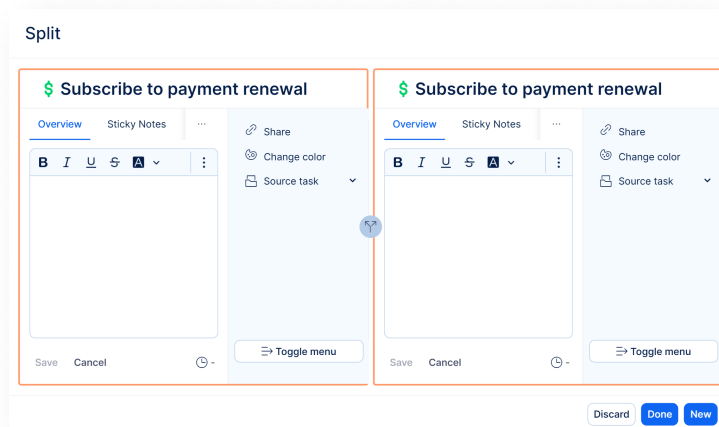 Split
$ Subscribe to payment renewal
Overview Sticky Notes ...
Share
Change color
Source task
B I U S A
Save Cancel -
Toggle menu
$ Subscribe to payment renewal
Overview Sticky Notes ...
Share
Change color
Source task
B I U S A
Save Cancel -
Toggle menu
Discard Done New